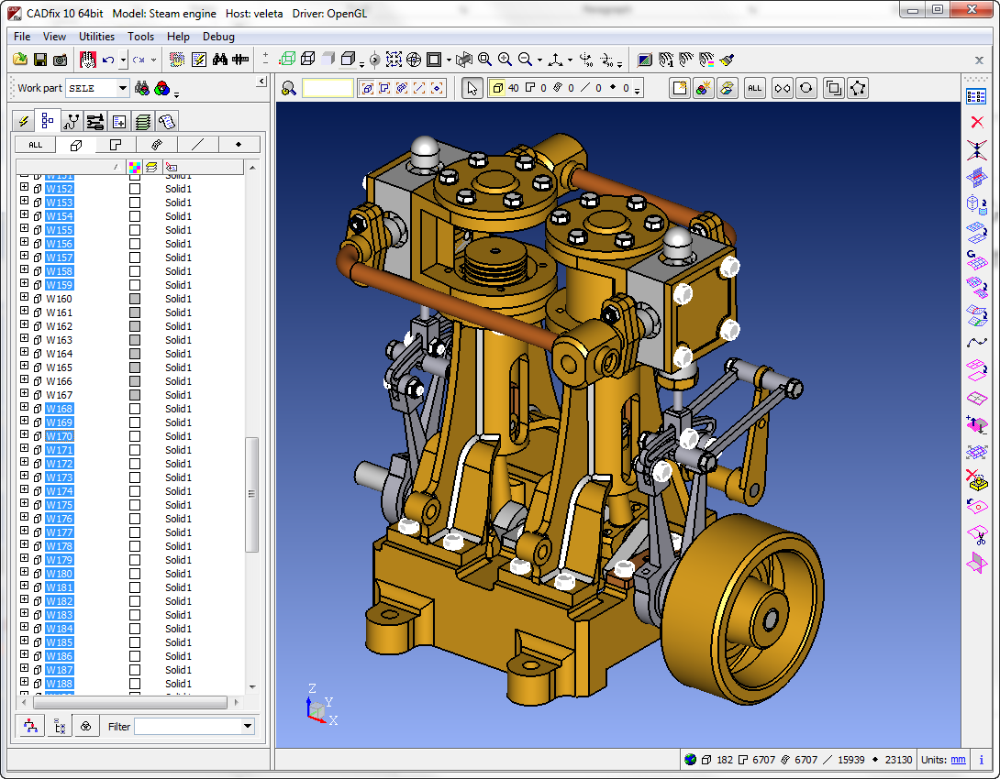 CADfix 10 64bit Model: Steam engine Host: veleta Driver: OpenGL
File View Utilities Tools Help Debug
Work part SELE
40 0 0 0 0
ALL
ALL
W151 Solid1
W152 Solid1
W153 Solid1
W154 Solid1
W155 Solid1
W156 Solid1
W157 Solid1
W158 Solid1
W159 Solid1
W160 Solid1
W161 Solid1
W162 Solid1
W163 Solid1
W164 Solid1
W165 Solid1
W166 Solid1
W167 Solid1
W168 Solid1
W169 Solid1
W170 Solid1
W171 Solid1
W172 Solid1
W173 Solid1
W174 Solid1
W175 Solid1
W176 Solid1
W177 Solid1
W178 Solid1
W179 Solid1
W180 Solid1
W181 Solid1
W182 Solid1
W183 Solid1
W184 Solid1
W185 Solid1
W186 Solid1
W187 Solid1
W188 Solid1
Z
Y
X
Filter
182 6707 6707 15939 23130 Units: mm i